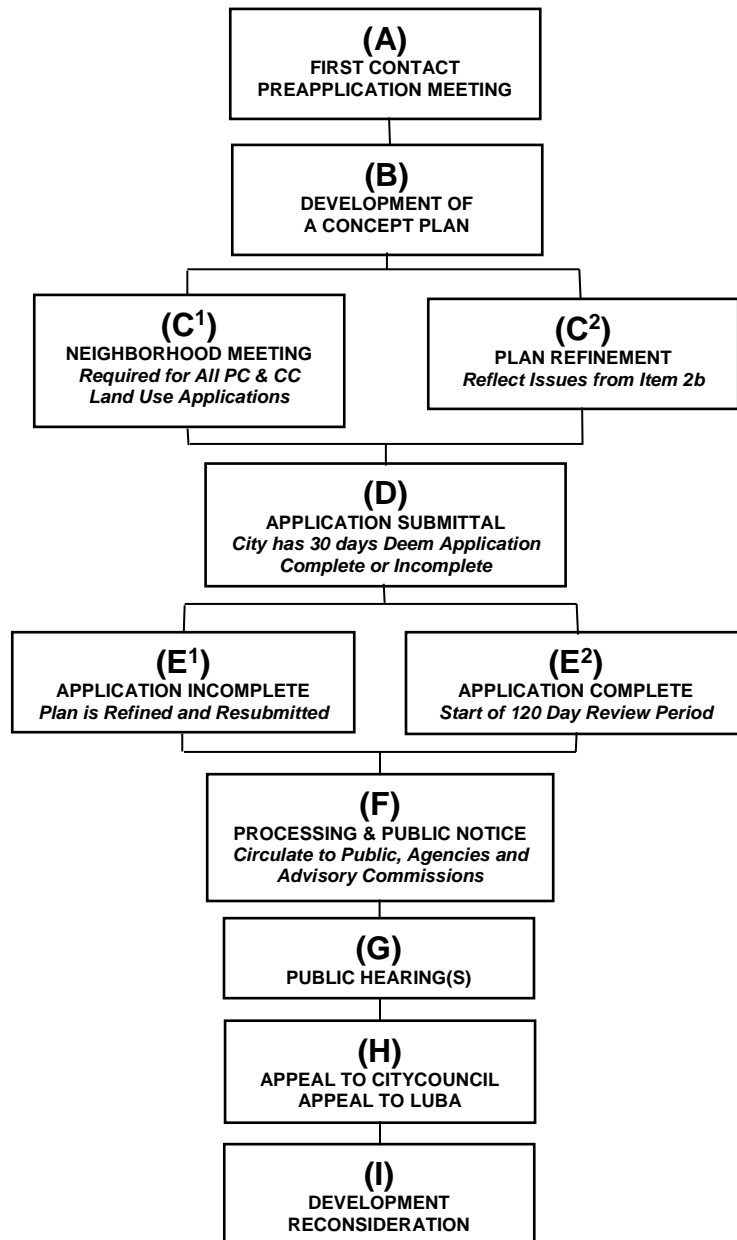 (A)
FIRST CONTACT
PREAPPLICATION MEETING
(B)
DEVELOPMENT OF
A CONCEPT PLAN
(C¹)
NEIGHBORHOOD MEETING
Required for All PC & CC
Land Use Applications
(C²)
PLAN REFINEMENT
Reflect Issues from Item 2b
(D)
APPLICATION SUBMITTAL
City has 30 days Deem Application
Complete or Incomplete
(E¹)
APPLICATION INCOMPLETE
Plan is Refined and Resubmitted
(E²)
APPLICATION COMPLETE
Start of 120 Day Review Period
(F)
PROCESSING & PUBLIC NOTICE
Circulate to Public, Agencies and
Advisory Commissions
(G)
PUBLIC HEARING(S)
(H)
APPEAL TO CITYCOUNCIL
APPEAL TO LUBA
(I)
DEVELOPMENT
RECONSIDERATION